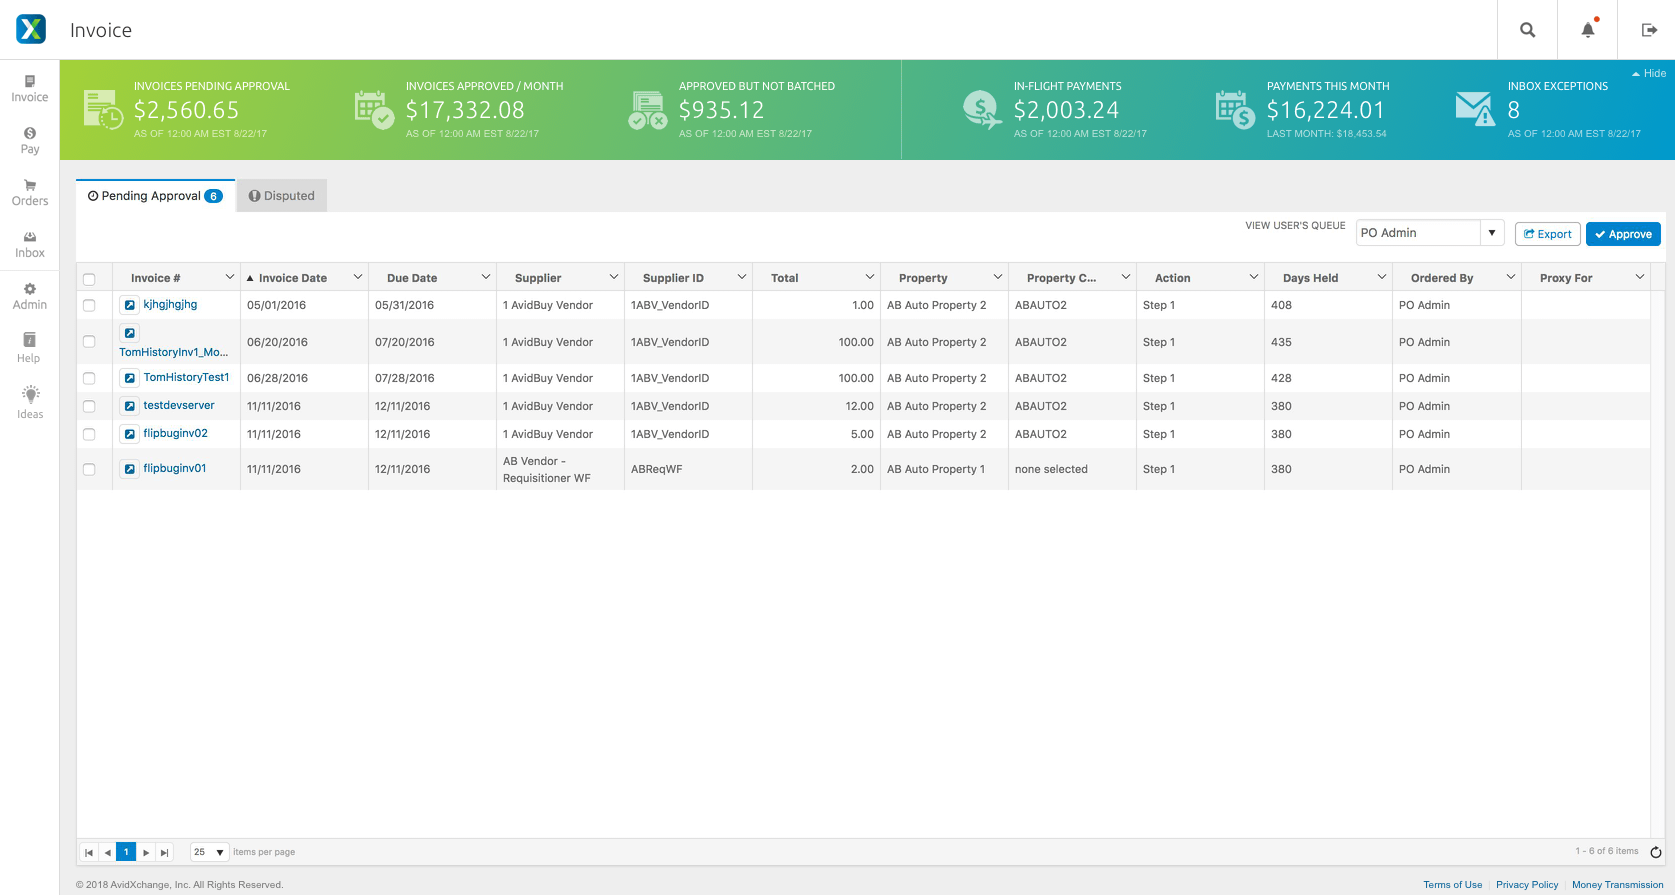 Invoice
Hide
INVOICES PENDING APPROVAL
$2,560.65
AS OF 12:00 AM EST 8/22/17
INVOICES APPROVED / MONTH
$17,332.08
AS OF 12:00 AM EST 8/22/17
APPROVED BUT NOT BATCHED
$935.12
AS OF 12:00 AM EST 8/22/17
IN-FLIGHT PAYMENTS
$2,003.24
AS OF 12:00 AM EST 8/22/17
PAYMENTS THIS MONTH
$16,224.01
LAST MONTH: $18,453.54
INBOX EXCEPTIONS
8
AS OF 12:00 AM EST 8/22/17
Invoice
Pay
Orders
Inbox
Admin
Help
Ideas
Pending Approval 6
Disputed
VIEW USER'S QUEUE PO Admin Export Approve
Invoice # Invoice Date Due Date Supplier Supplier ID Total Property Property C... Action Days Held Ordered By Proxy For
kjhgjhgjhg 05/01/2016 05/31/2016 1 AvidBuy Vendor 1ABV_VendorID 1.00 AB Auto Property 2 ABAUTO2 Step 1 408 PO Admin
TomHistoryInv1_Mo... 06/20/2016 07/20/2016 1 AvidBuy Vendor 1ABV_VendorID 100.00 AB Auto Property 2 ABAUTO2 Step 1 435 PO Admin
TomHistoryTest1 06/28/2016 07/28/2016 1 AvidBuy Vendor 1ABV_VendorID 100.00 AB Auto Property 2 ABAUTO2 Step 1 428 PO Admin
testdevserver 11/11/2016 12/11/2016 1 AvidBuy Vendor 1ABV_VendorID 12.00 AB Auto Property 2 ABAUTO2 Step 1 380 PO Admin
flipbuginv02 11/11/2016 12/11/2016 1 AvidBuy Vendor 1ABV_VendorID 5.00 AB Auto Property 2 ABAUTO2 Step 1 380 PO Admin
flipbuginv01 11/11/2016 12/11/2016 AB Vendor - Requisitioner WF ABReqWF 2.00 AB Auto Property 1 none selected Step 1 380 PO Admin
1 25 items per page 1 - 6 of 6 items
© 2018 AvidXchange, Inc. All Rights Reserved. Terms of Use Privacy Policy Money Transmission